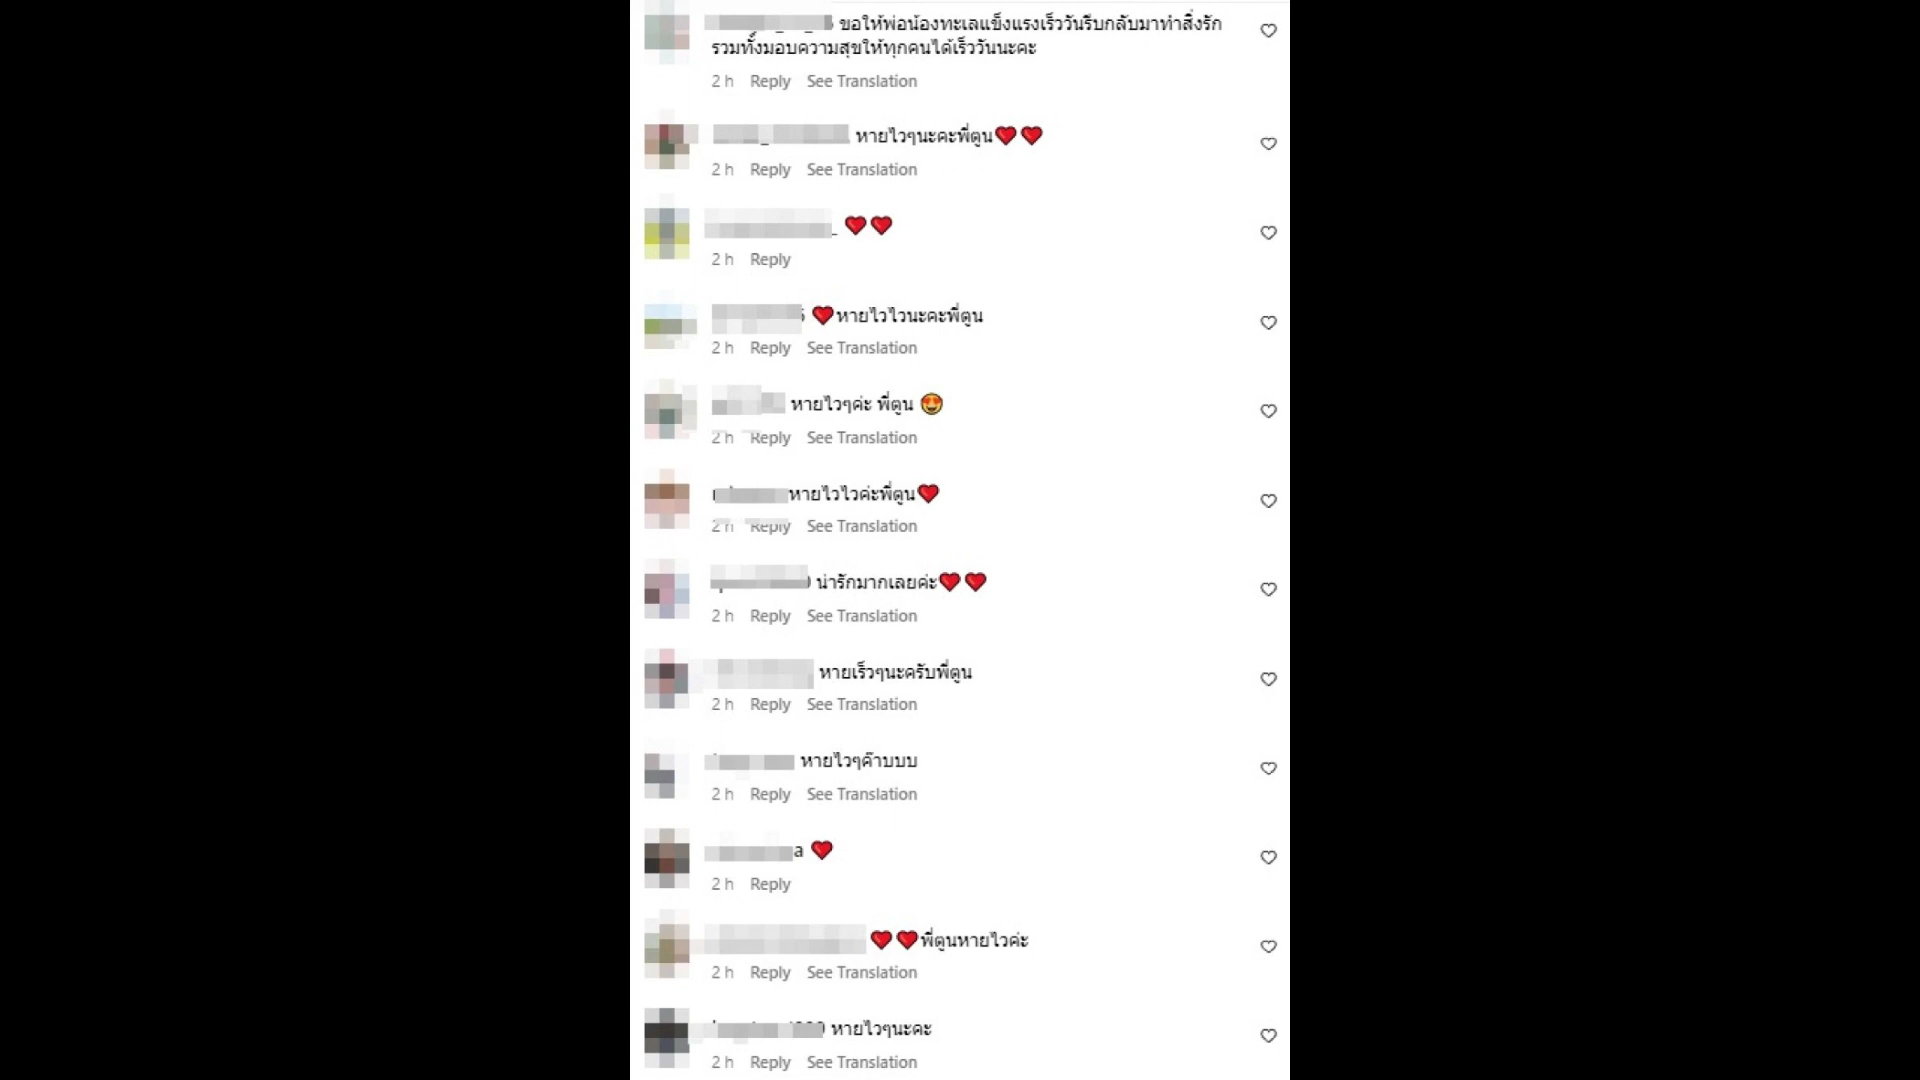 ขอให้พ่อน้องทะเลแข็งแรงเร็ววันรีบกลับมาทำสิ่งรัก
รวมทั้งมอบความสุขให้ทุกคนได้เร็ววันนะคะ
2 h Reply See Translation
หายไวๆนะคะพี่ตูน❤️❤️
2 h Reply See Translation
❤️❤️
2 h Reply
❤️หายไวไวนะคะพี่ตูน
2 h Reply See Translation
หายไวๆค่ะ พี่ตูน 😍
2 h Reply See Translation
หายไวไวค่ะพี่ตูน❤️
2 h Reply See Translation
น่ารักมากเลยค่ะ❤️❤️
2 h Reply See Translation
หายเร็วๆนะครับพี่ตูน
2 h Reply See Translation
หายไวๆค๊าบบบ
2 h Reply See Translation
❤️
2 h Reply
❤️❤️พี่ตูนหายไวค่ะ
2 h Reply See Translation
หายไวๆนะคะ
2 h Reply See Translation